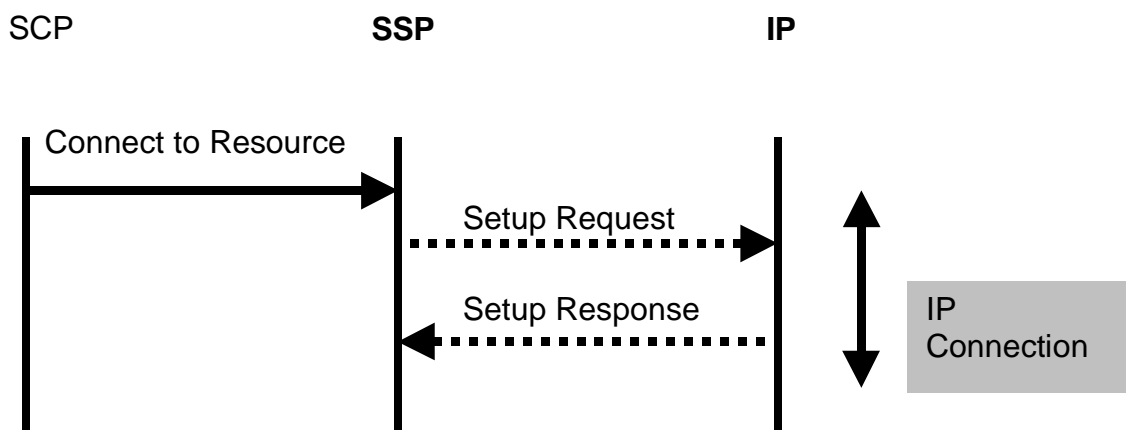 SCP SSP IP
Connect to Resource
Setup Request
Setup Response
IP
Connection